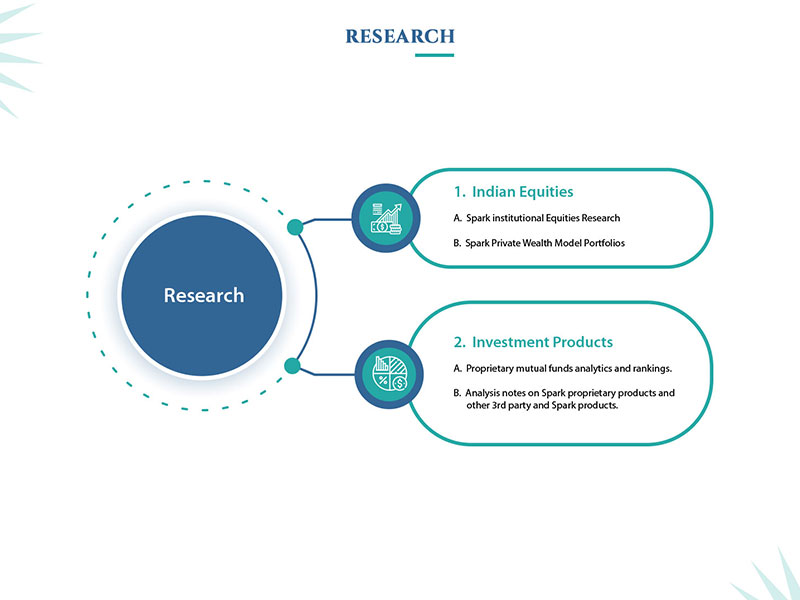 RESEARCH
Research
1. Indian Equities
A. Spark institutional Equities Research
B. Spark Private Wealth Model Portfolios
2. Investment Products
A. Proprietary mutual funds analytics and rankings.
B. Analysis notes on Spark proprietary products and
other 3rd party and Spark products.